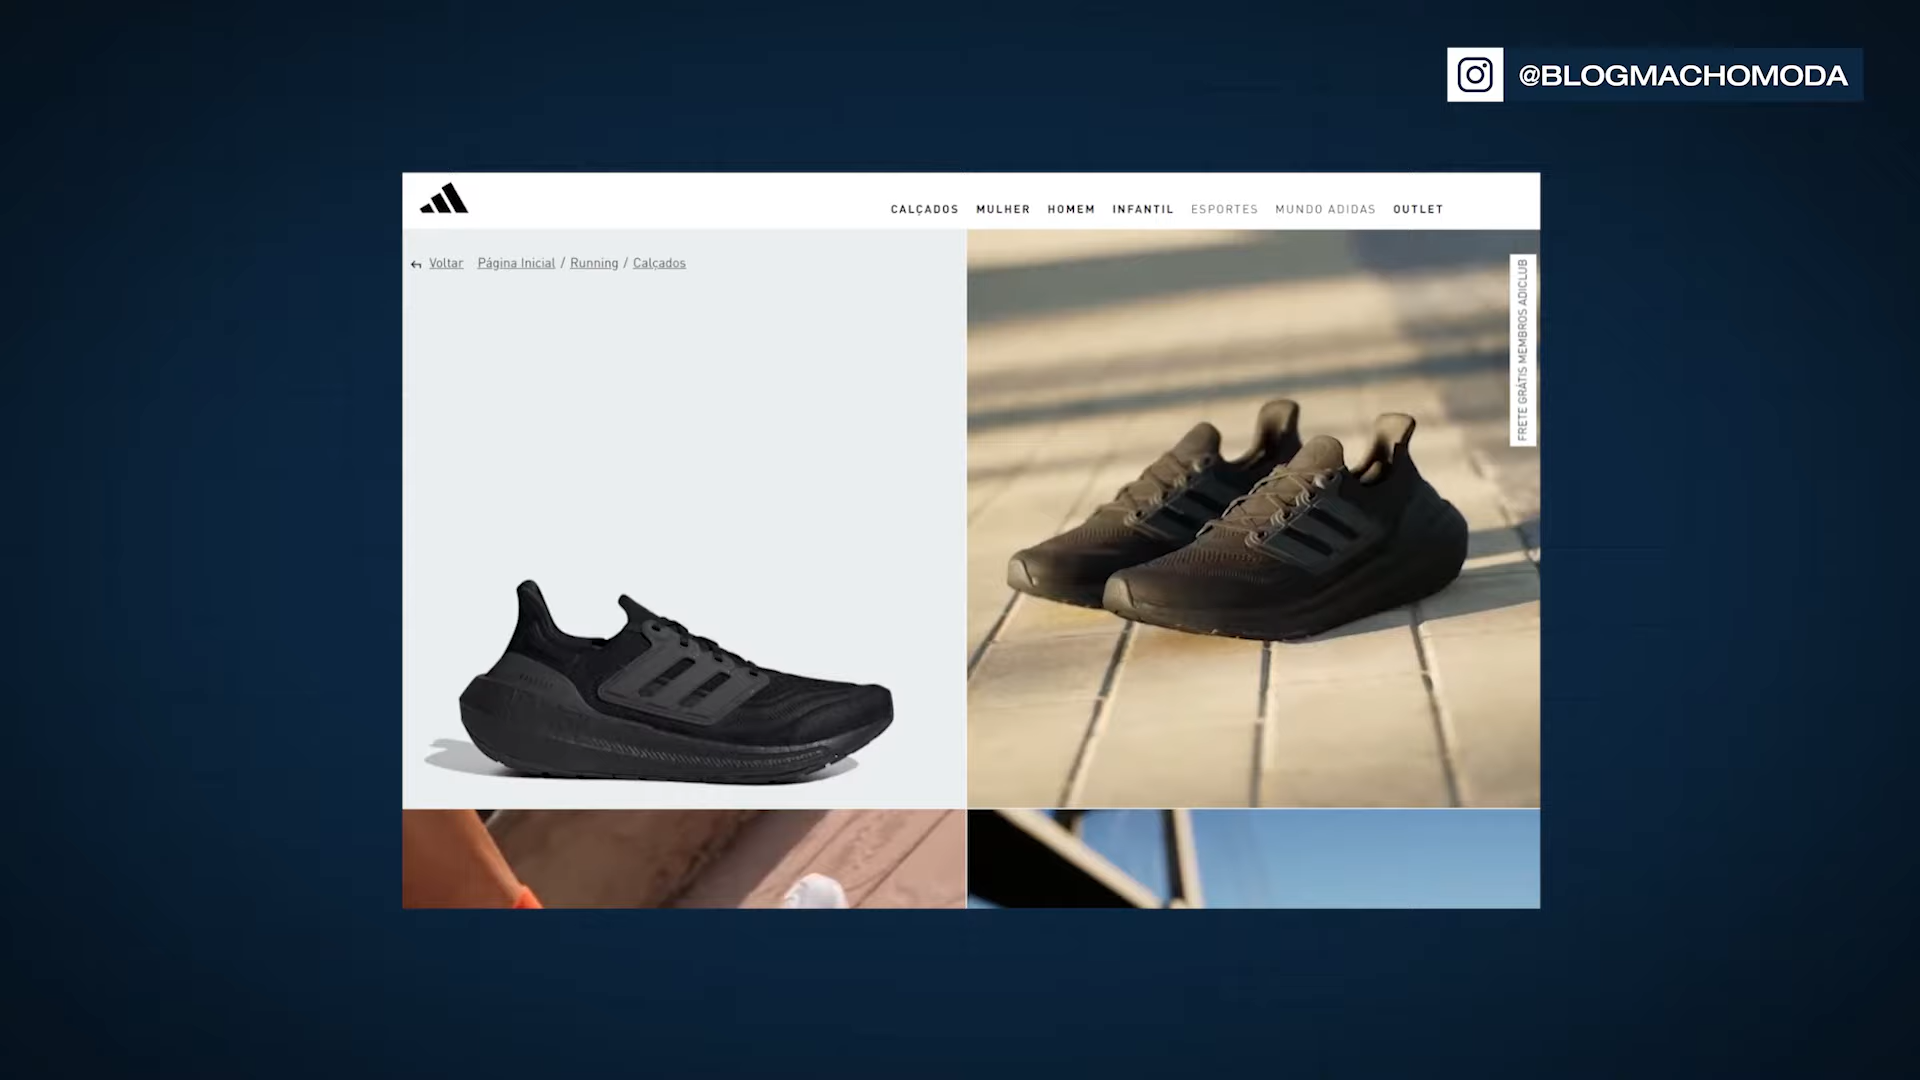 @BLOGMACHOMODA
CALÇADOS MULHER HOMEM INFANTIL ESPORTES MUNDO ADIDAS OUTLET
Voltar Página Inicial / Running / Calçados
FRETE GRÁTIS MEMBROS ADICLUB